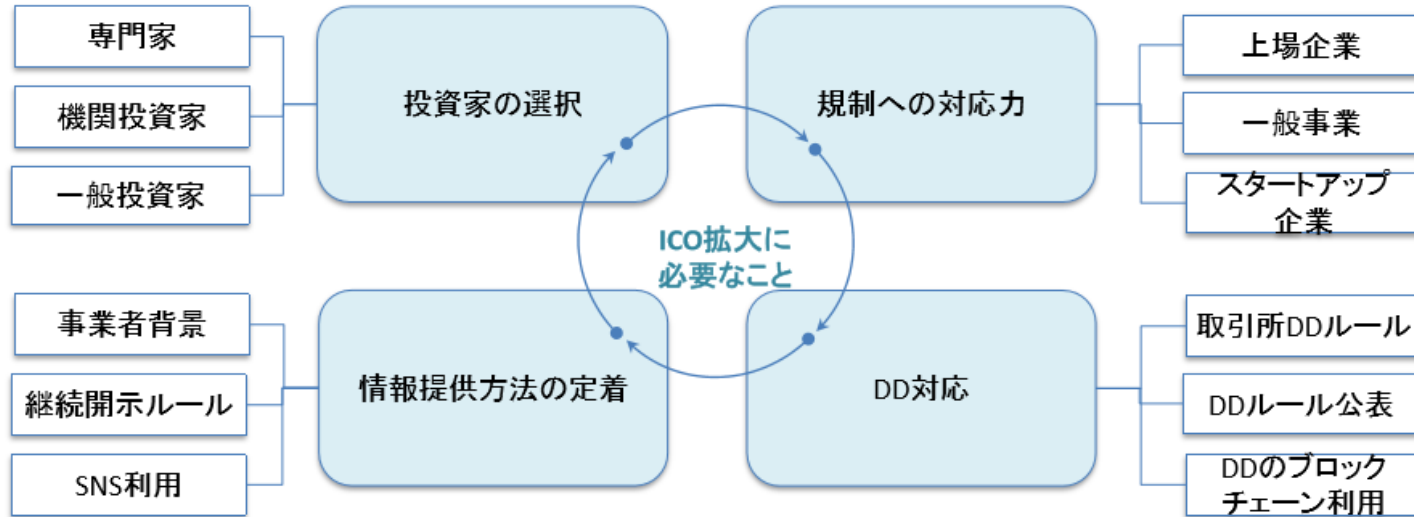 専門家
機関投資家
一般投資家
投資家の選択
規制への対応力
上場企業
一般事業
スタートアップ
企業
ICO拡大に
必要なこと
事業者背景
継続開示ルール
SNS利用
情報提供方法の定着
DD対応
取引所DDルール
DDルール公表
DDのブロック
チェーン利用